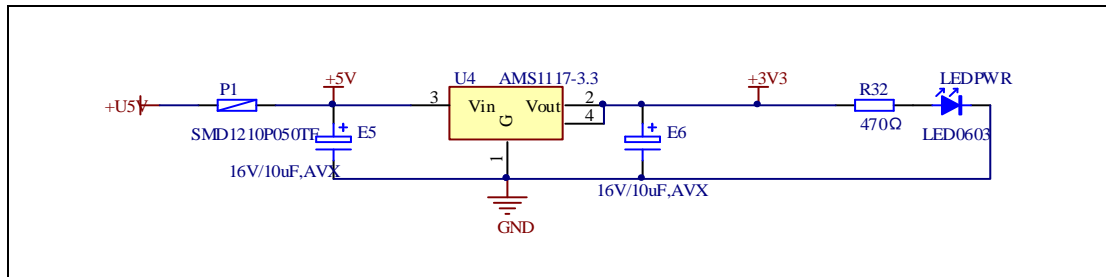 U4 AMS1117-3.3
P1 +5V +3V3 LEDPWR
R32
+U5V 3 Vin Vout 2
4
G
SMD1210P050TF E5 E6 470Ω LED0603
1
16V/10uF,AVX 16V/10uF,AVX
GND